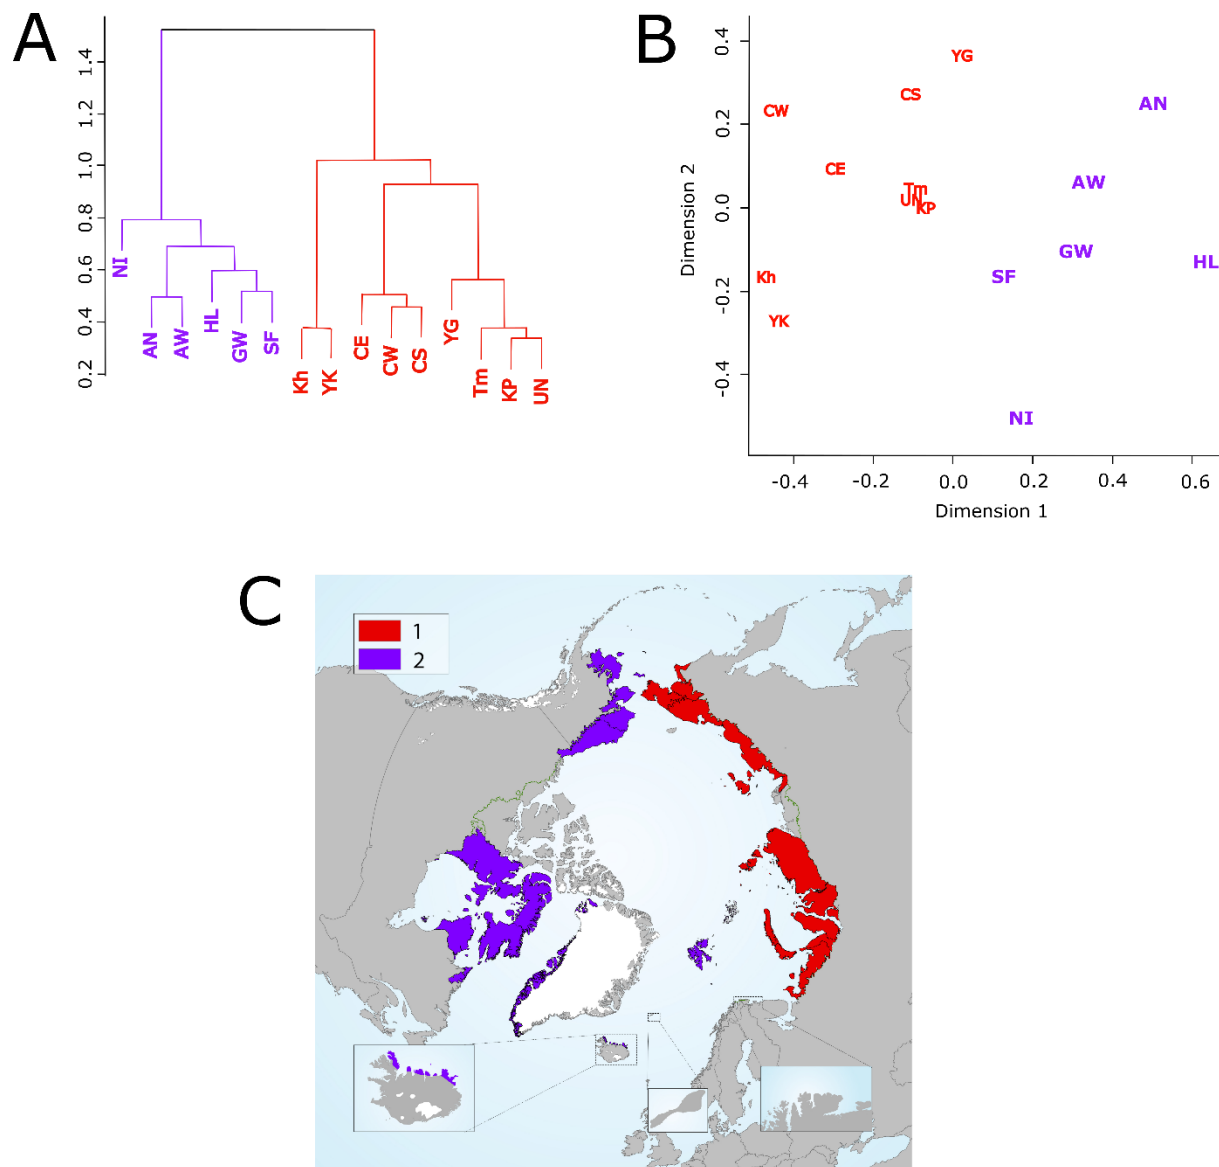 A
1.4
1.2
1.0
0.8
0.6
0.4
0.2
NI
AN
AW
HL
GW
SF
Kh
YK
CE
CW
CS
YG
Tm
KP
UN
B
Dimension 2
0.4
0.2
0.0
-0.2
-0.4
YG
CS
AN
CW
CE
AW
Tm
UN
KP
GW
SF
HL
Kh
YK
NI
-0.4
-0.2
0.0
0.2
0.4
0.6
Dimension 1
C
1
2